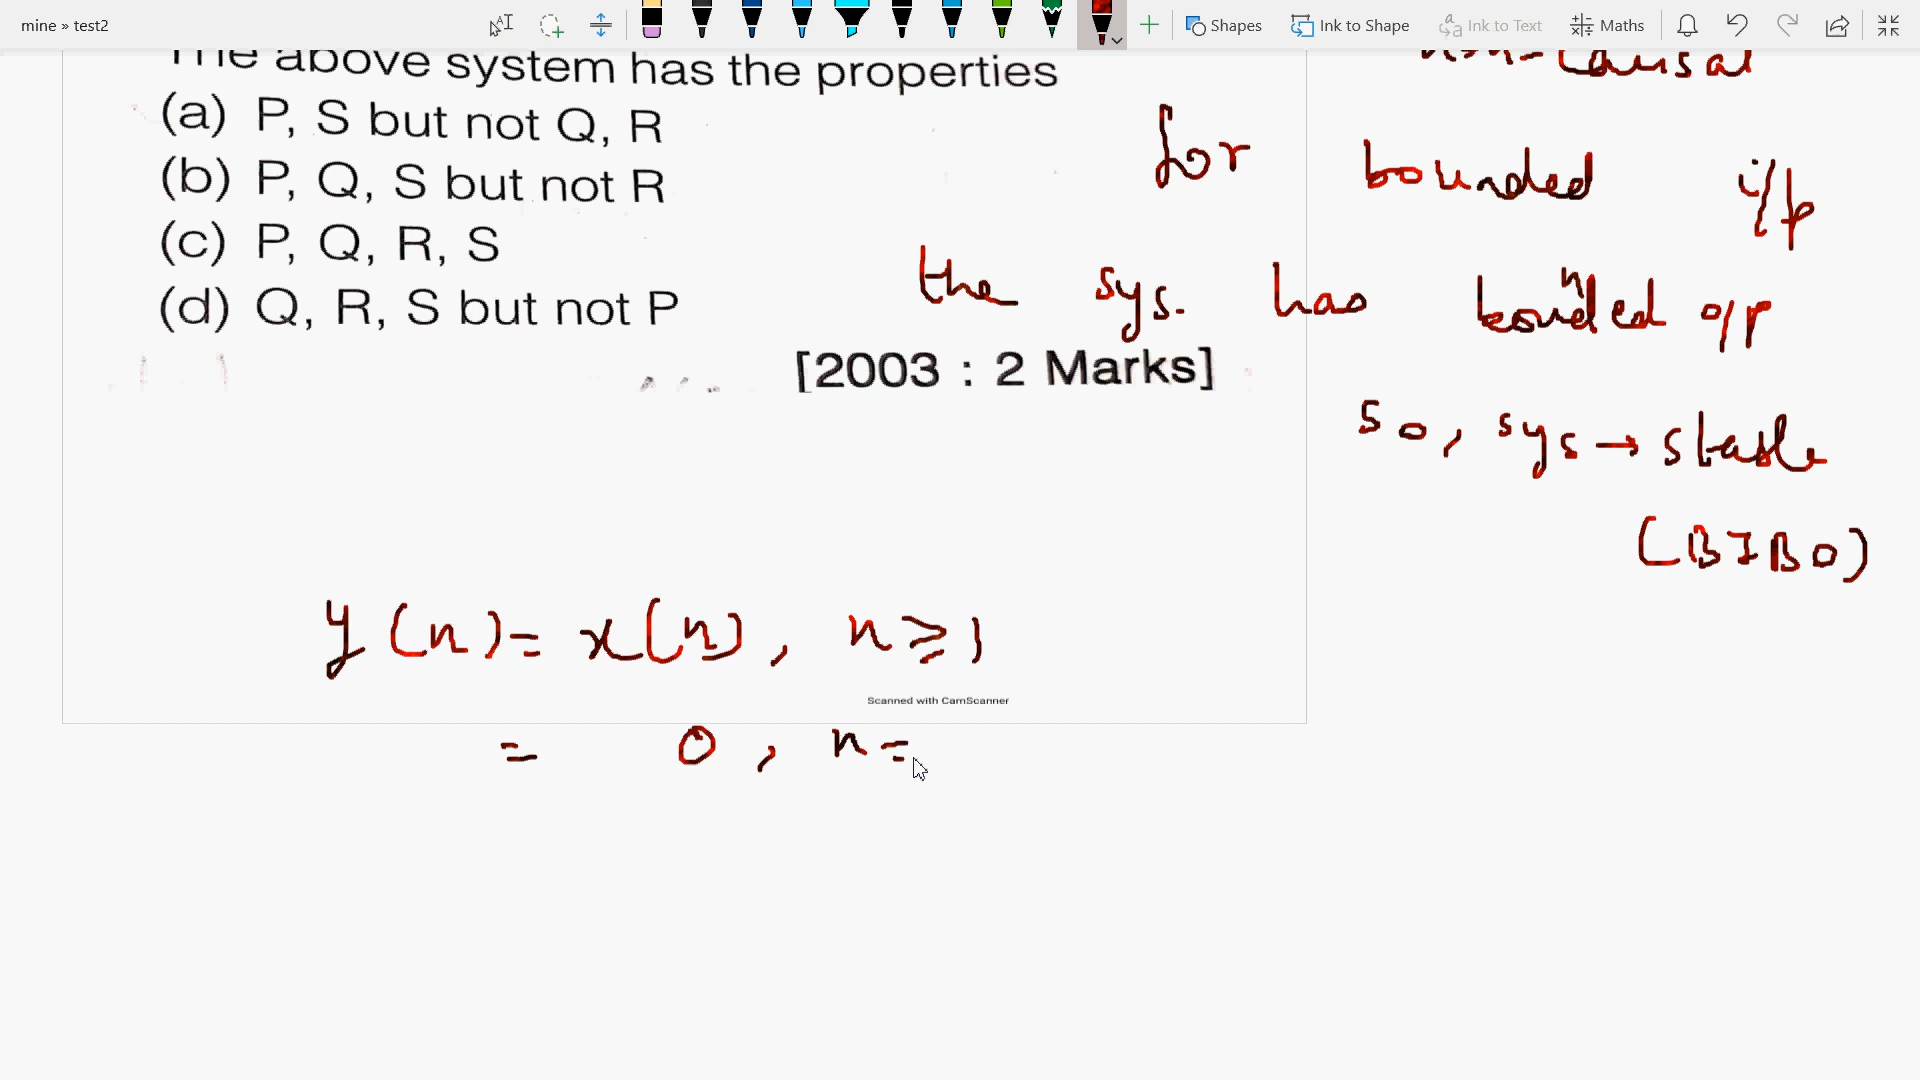 mine » test2
Shapes
Ink to Shape
Ink to Text
Maths
The above system has the properties
(a) P, S but not Q, R
(b) P, Q, S but not R
(c) P, Q, R, S
(d) Q, R, S but not P
[2003 : 2 Marks]
non-causal
for bounded i/p
the sys. has bounded o/p
so, sys → stable
(BIBO)
y(n) = x(n), n ≥ 1
Scanned with CamScanner
= 0, n =